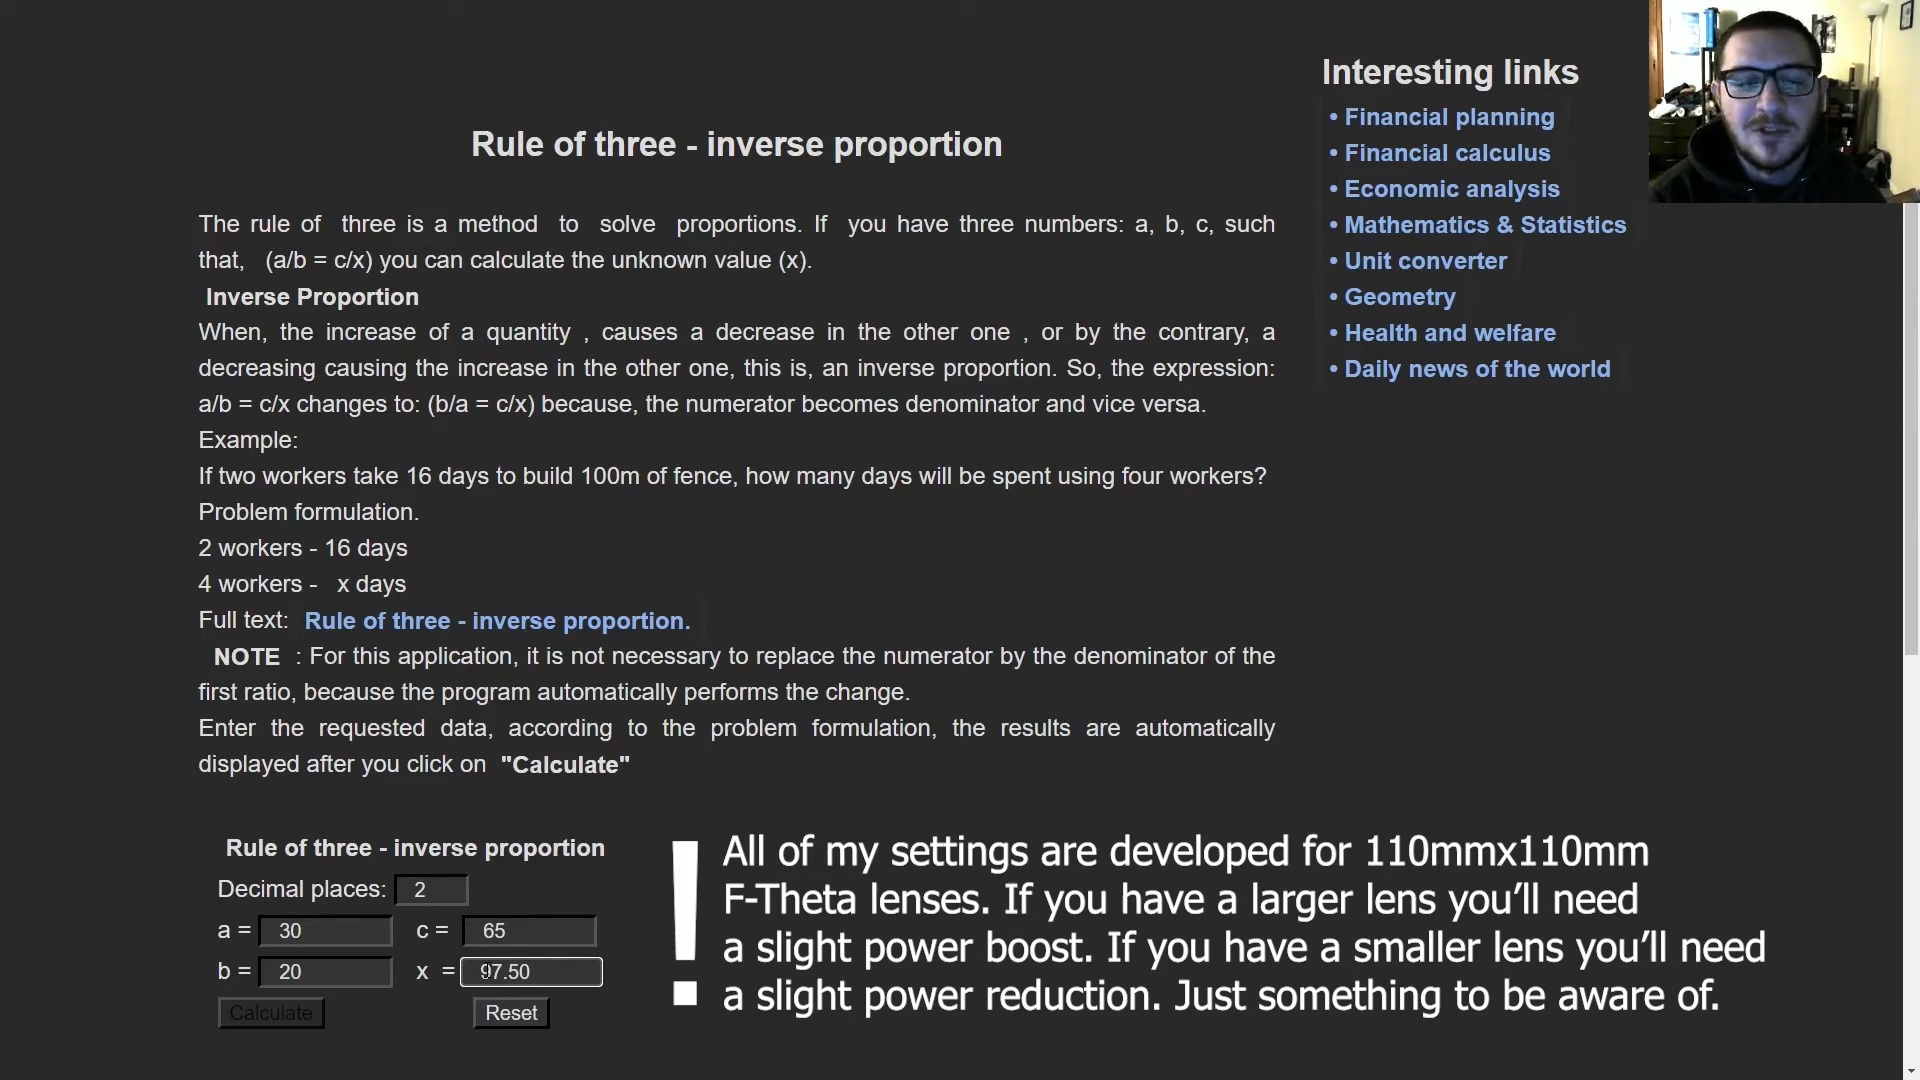 Rule of three - inverse proportion
The rule of three is a method to solve proportions. If you have three numbers: a, b, c, such
that, (a/b = c/x) you can calculate the unknown value (x).
Inverse Proportion
When, the increase of a quantity , causes a decrease in the other one , or by the contrary, a
decreasing causing the increase in the other one, this is, an inverse proportion. So, the expression:
a/b = c/x changes to: (b/a = c/x) because, the numerator becomes denominator and vice versa.
Example:
If two workers take 16 days to build 100m of fence, how many days will be spent using four workers?
Problem formulation.
2 workers - 16 days
4 workers - x days
Full text: Rule of three - inverse proportion.
NOTE : For this application, it is not necessary to replace the numerator by the denominator of the
first ratio, because the program automatically performs the change.
Enter the requested data, according to the problem formulation, the results are automatically
displayed after you click on "Calculate"
Rule of three - inverse proportion
Decimal places: 2
a = 30 c = 65
b = 20 x = 97.50
Calculate Reset
! All of my settings are developed for 110mmx110mm
F-Theta lenses. If you have a larger lens you’ll need
a slight power boost. If you have a smaller lens you’ll need
a slight power reduction. Just something to be aware of.
Interesting links
• Financial planning
• Financial calculus
• Economic analysis
• Mathematics & Statistics
• Unit converter
• Geometry
• Health and welfare
• Daily news of the world